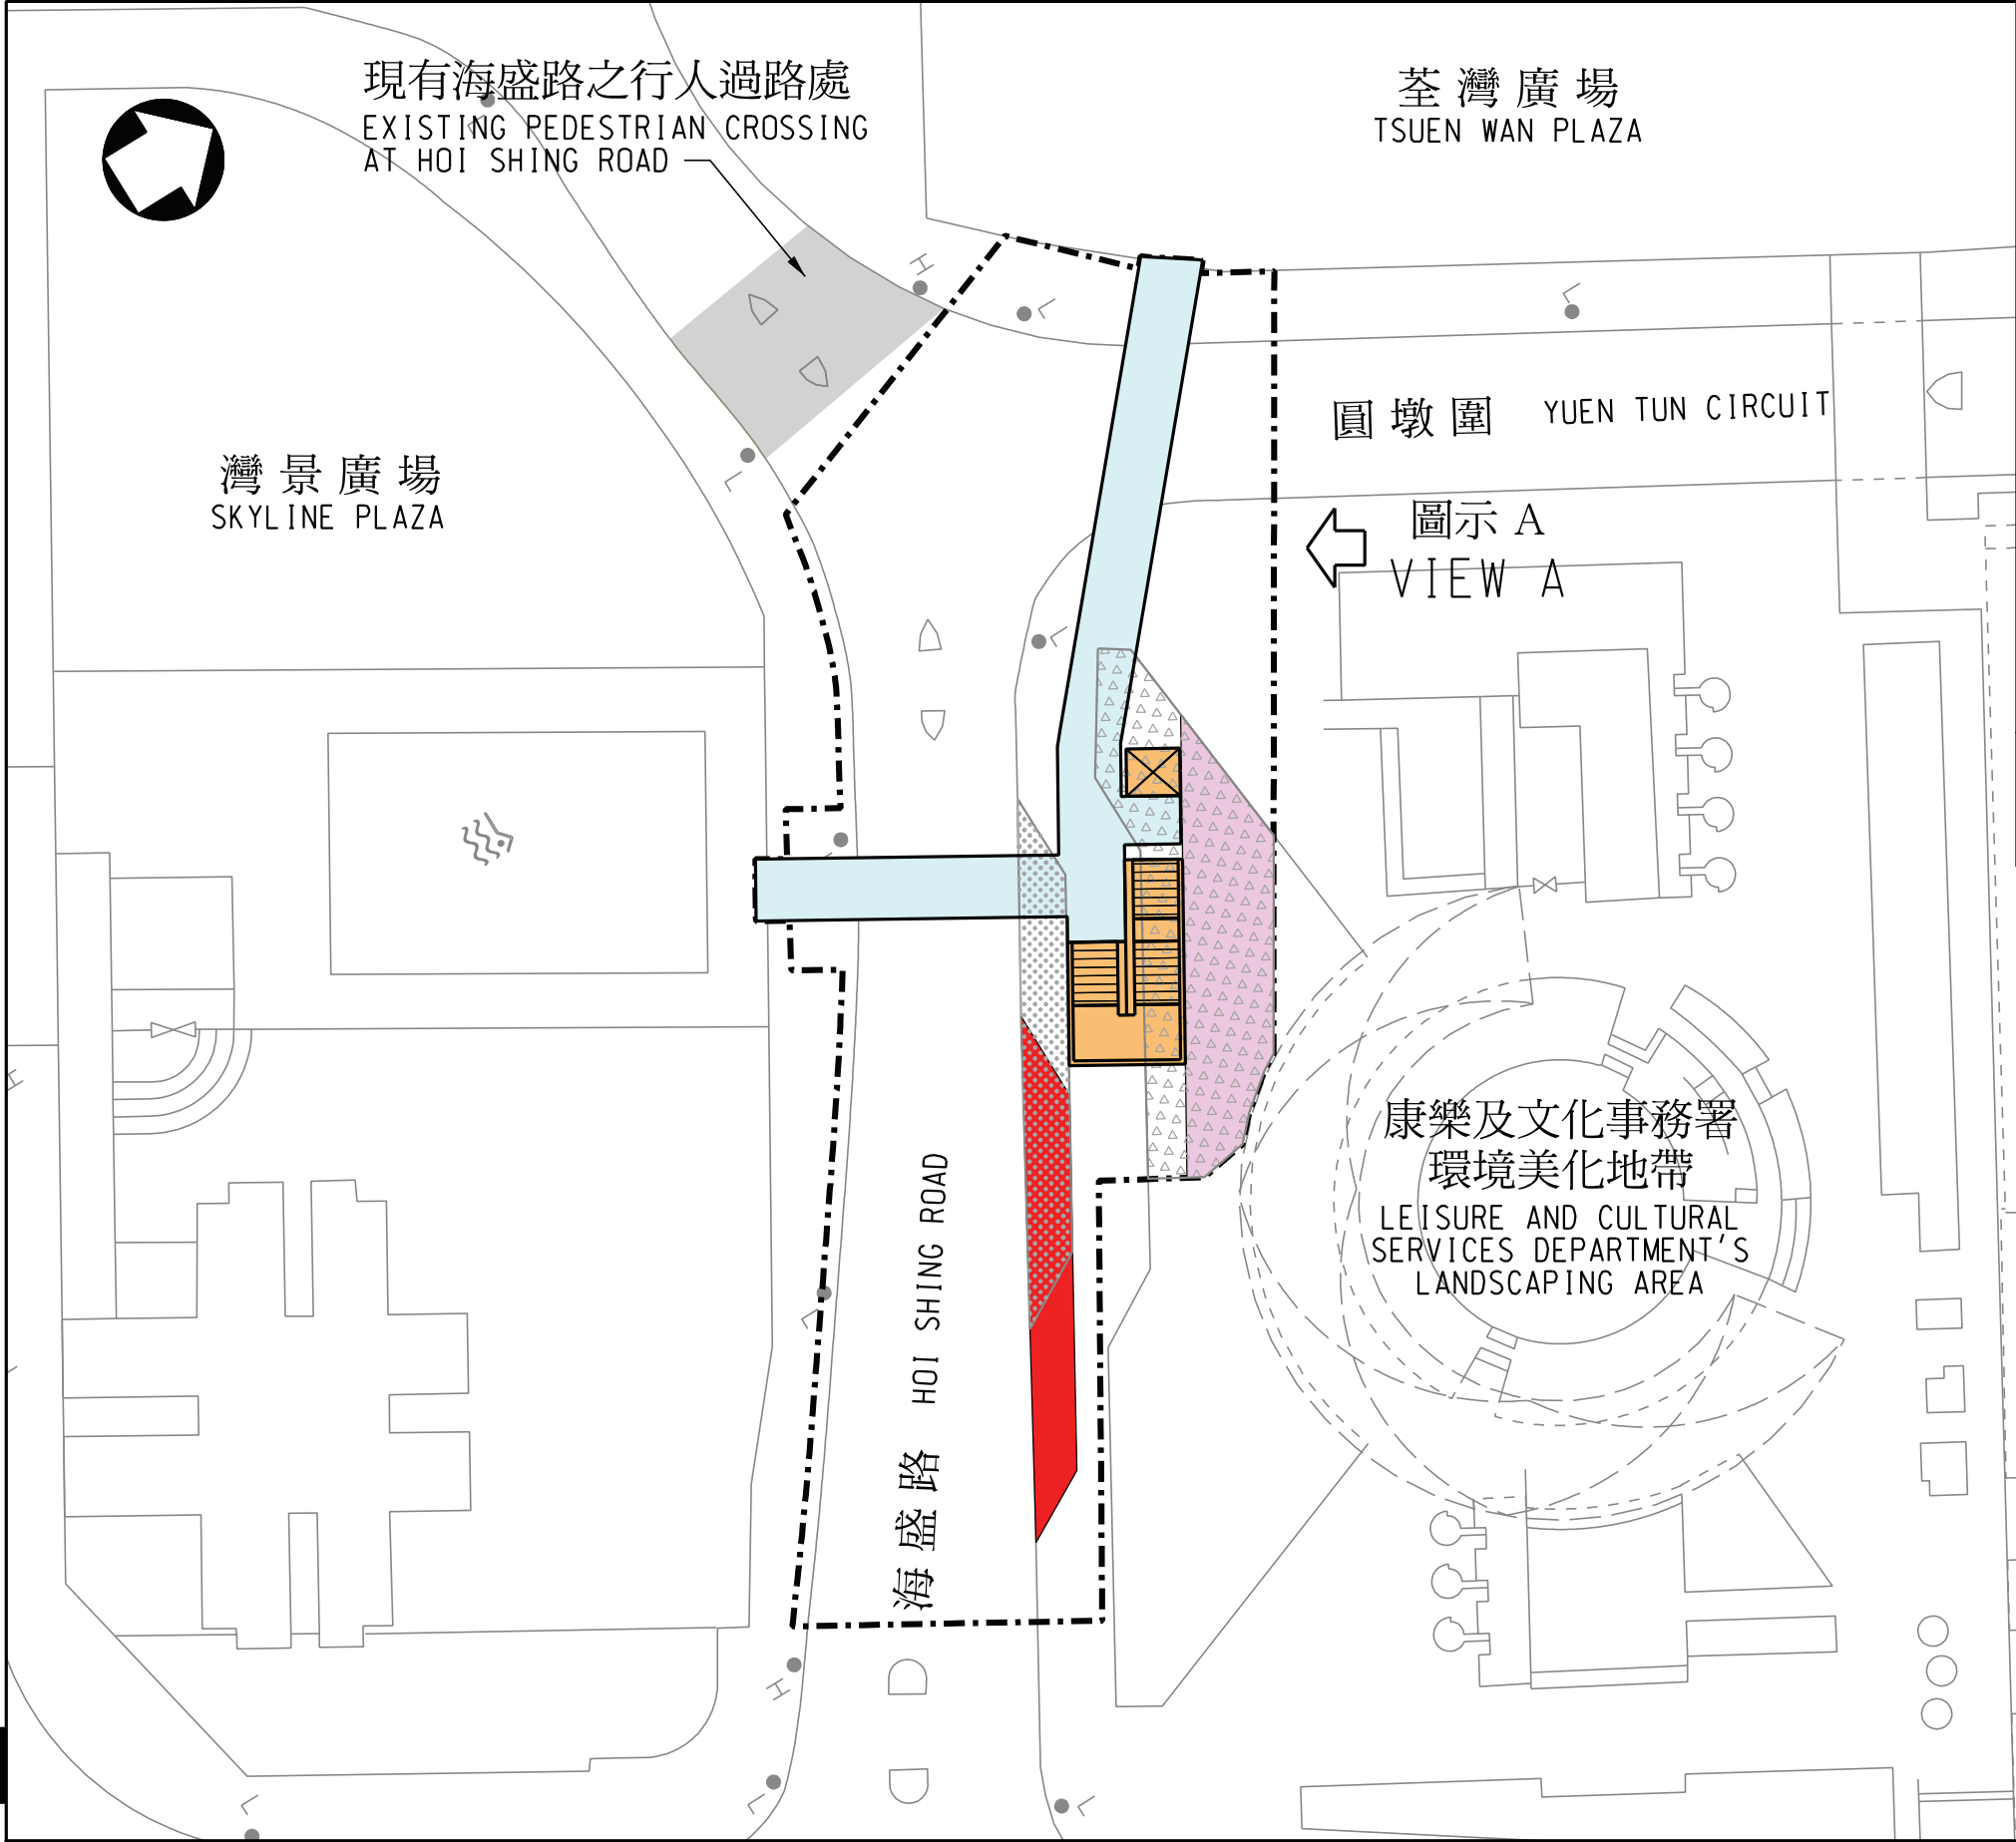 現有海盛路之行人過路處
EXISTING PEDESTRIAN CROSSING
AT HOI SHING ROAD
荃灣廣場
TSUEN WAN PLAZA
圓墩圍 YUEN TUN CIRCUIT
灣景廣場
SKYLINE PLAZA
圖示 A
VIEW A
康樂及文化事務署
環境美化地帶
LEISURE AND CULTURAL
SERVICES DEPARTMENT'S
LANDSCAPING AREA
海盛路 HOI SHING ROAD